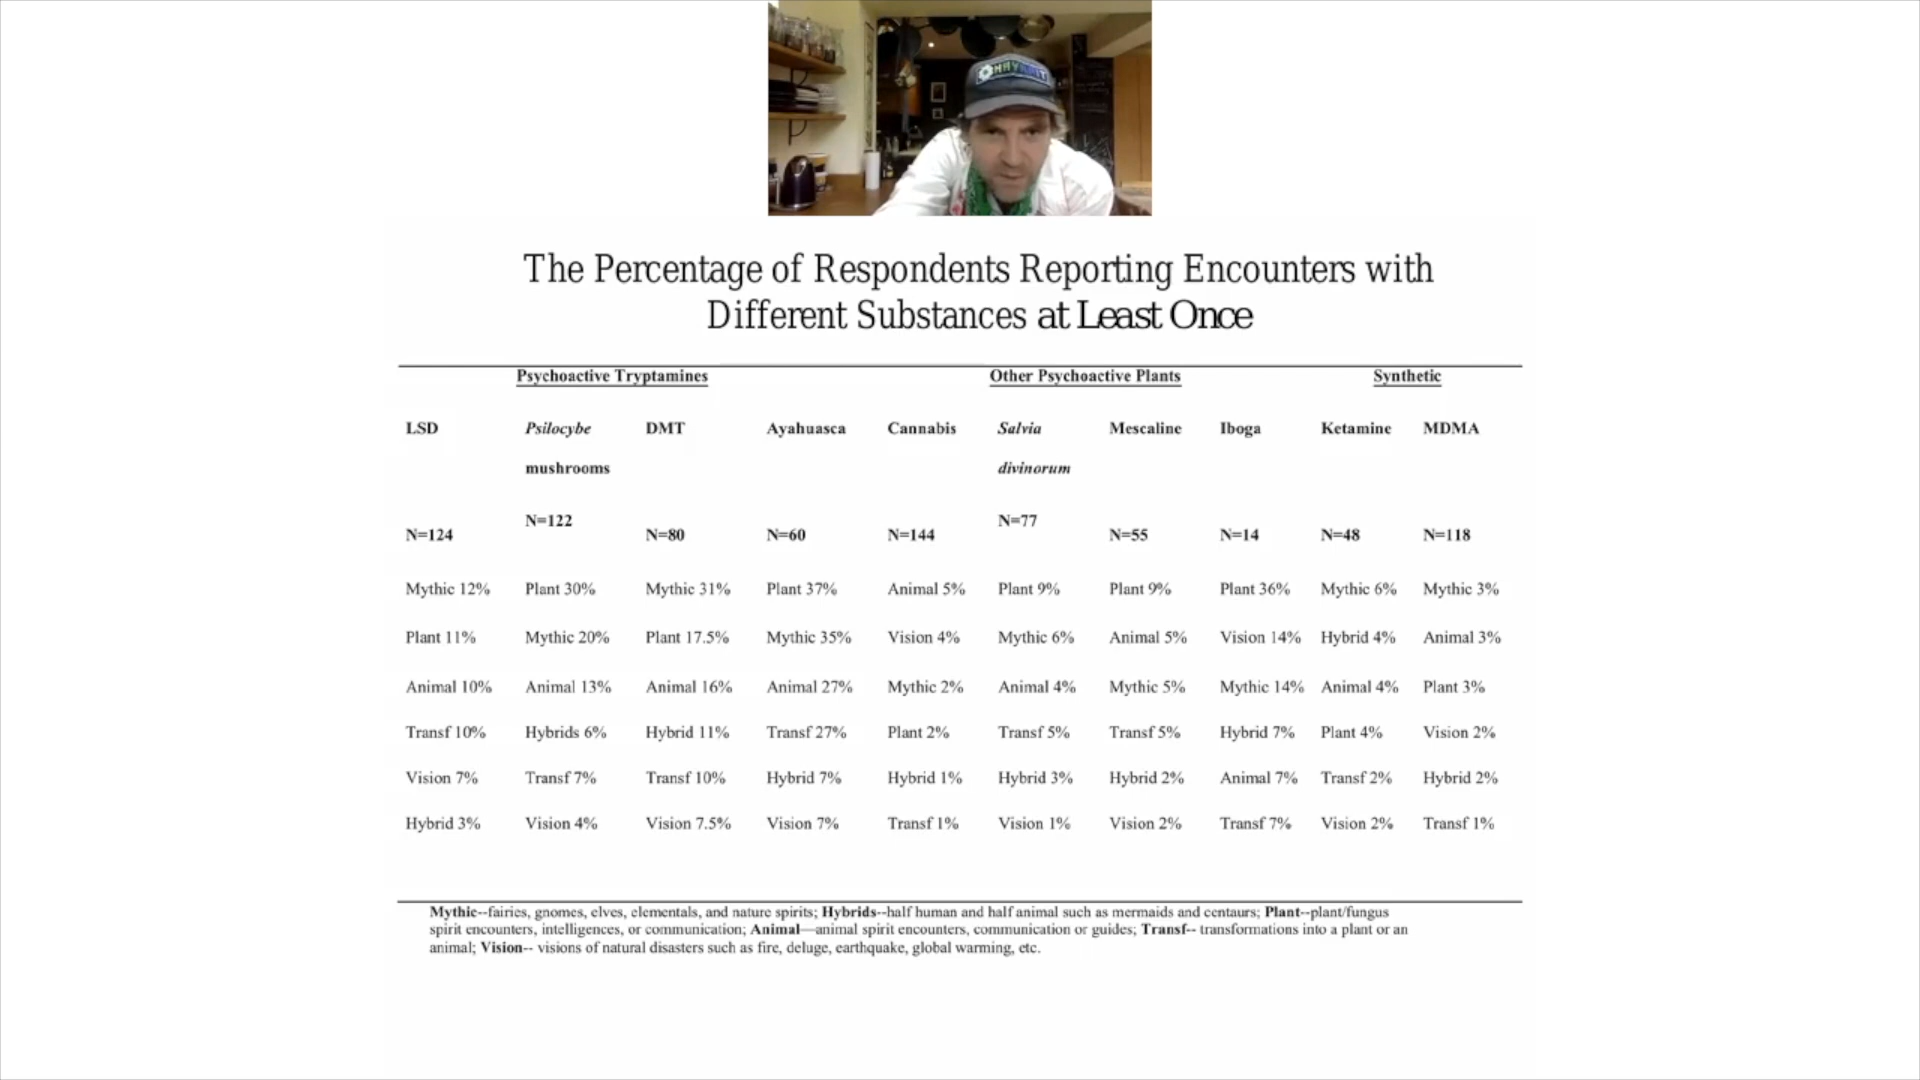 The Percentage of Respondents Reporting Encounters with
Different Substances at Least Once
Psychoactive Tryptamines Other Psychoactive Plants Synthetic
LSD Psilocybe DMT Ayahuasca Cannabis Salvia Mescaline Iboga Ketamine MDMA
mushrooms divinorum
N=122 N=77
N=124 N=80 N=60 N=144 N=55 N=14 N=48 N=118
Mythic 12% Plant 30% Mythic 31% Plant 37% Animal 5% Plant 9% Plant 9% Plant 36% Mythic 6% Mythic 3%
Plant 11% Mythic 20% Plant 17.5% Mythic 35% Vision 4% Mythic 6% Animal 5% Vision 14% Hybrid 4% Animal 3%
Animal 10% Animal 13% Animal 16% Animal 27% Mythic 2% Animal 4% Mythic 5% Mythic 14% Animal 4% Plant 3%
Transf 10% Hybrids 6% Hybrid 11% Transf 27% Plant 2% Transf 5% Transf 5% Hybrid 7% Plant 4% Vision 2%
Vision 7% Transf 7% Transf 10% Hybrid 7% Hybrid 1% Hybrid 3% Hybrid 2% Animal 7% Transf 2% Hybrid 2%
Hybrid 3% Vision 4% Vision 7.5% Vision 7% Transf 1% Vision 1% Vision 2% Transf 7% Vision 2% Transf 1%
Mythic--fairies, gnomes, elves, elementals, and nature spirits; Hybrids--half human and half animal such as mermaids and centaurs; Plant--plant/fungus
spirit encounters, intelligences, or communication; Animal—animal spirit encounters, communication or guides; Transf-- transformations into a plant or an
animal; Vision-- visions of natural disasters such as fire, deluge, earthquake, global warming, etc.